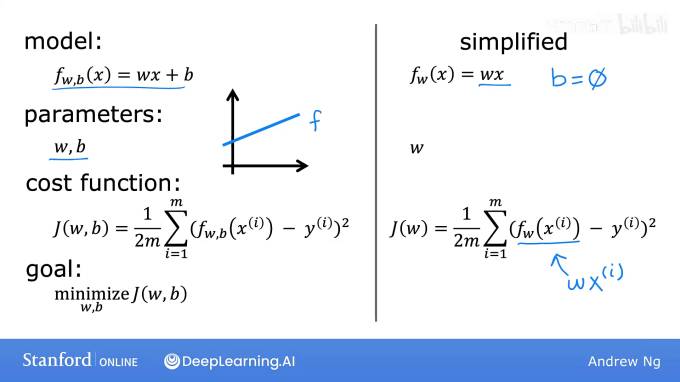 model:
f_{w,b}(x) = wx + b
parameters:
w, b
f
cost function:
J(w, b) = \frac{1}{2m} \sum_{i=1}^{m} (f_{w,b}(x^{(i)}) - y^{(i)})^2
goal:
minimize_{w,b} J(w, b)
simplified
f_w(x) = wx
b = ∅
w
J(w) = \frac{1}{2m} \sum_{i=1}^{m} (f_w(x^{(i)}) - y^{(i)})^2
wx^{(i)}
bilibili
Stanford ONLINE
DeepLearning.AI
Andrew Ng